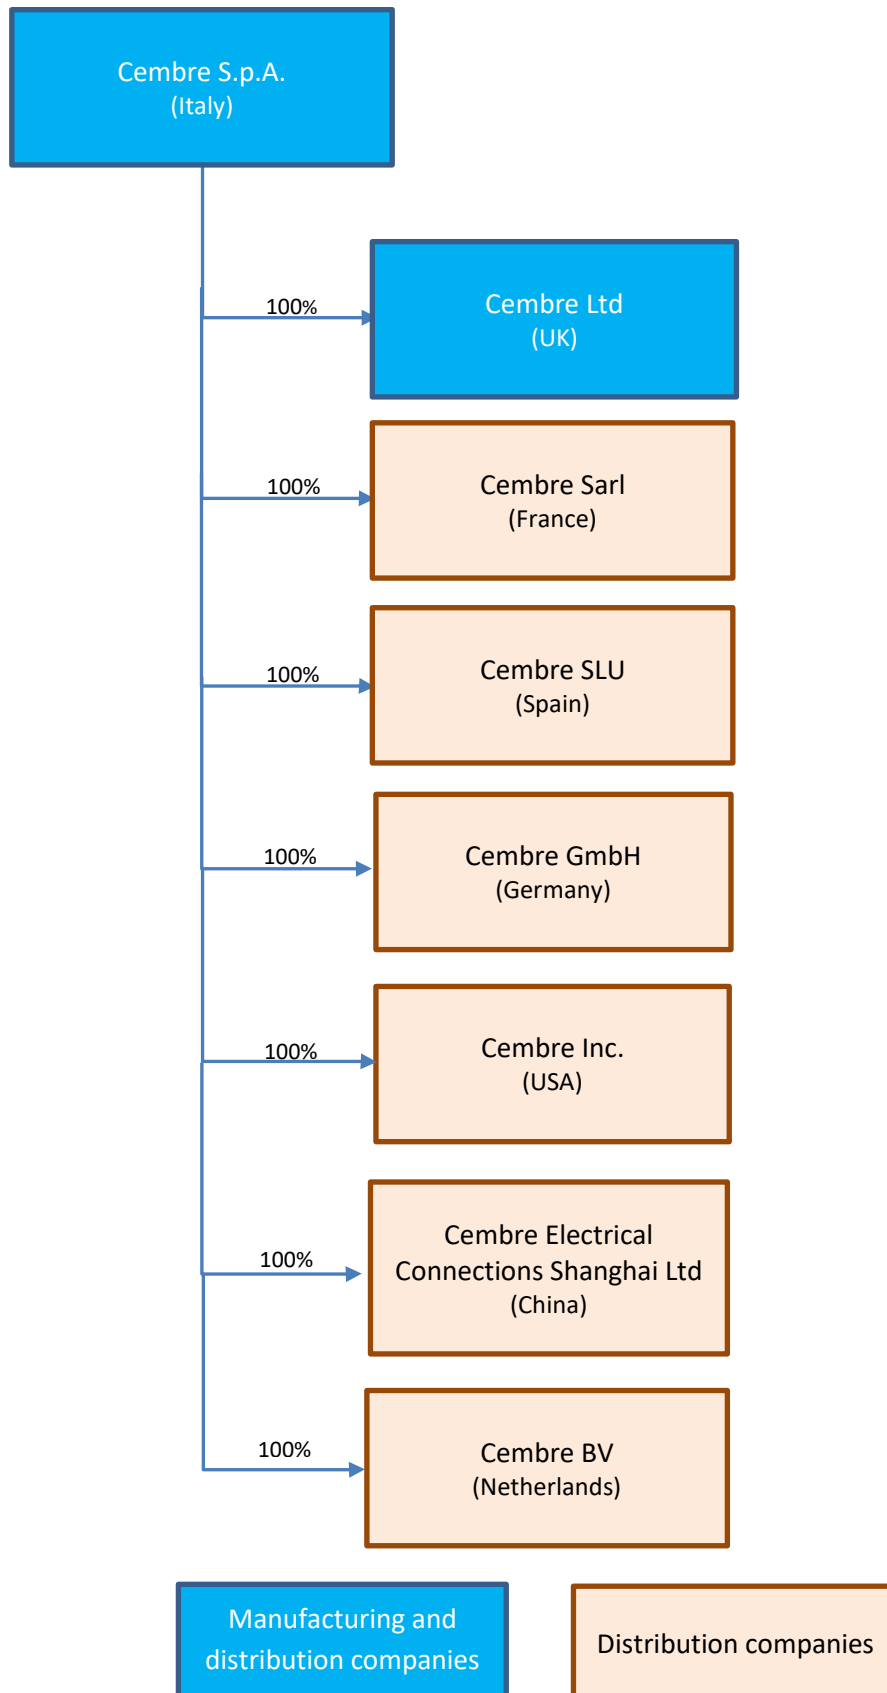 Cembre S.p.A.
(Italy)
100%
Cembre Ltd
(UK)
100%
Cembre Sarl
(France)
100%
Cembre SLU
(Spain)
100%
Cembre GmbH
(Germany)
100%
Cembre Inc.
(USA)
100%
Cembre Electrical
Connections Shanghai Ltd
(China)
100%
Cembre BV
(Netherlands)
Manufacturing and
distribution companies
Distribution companies